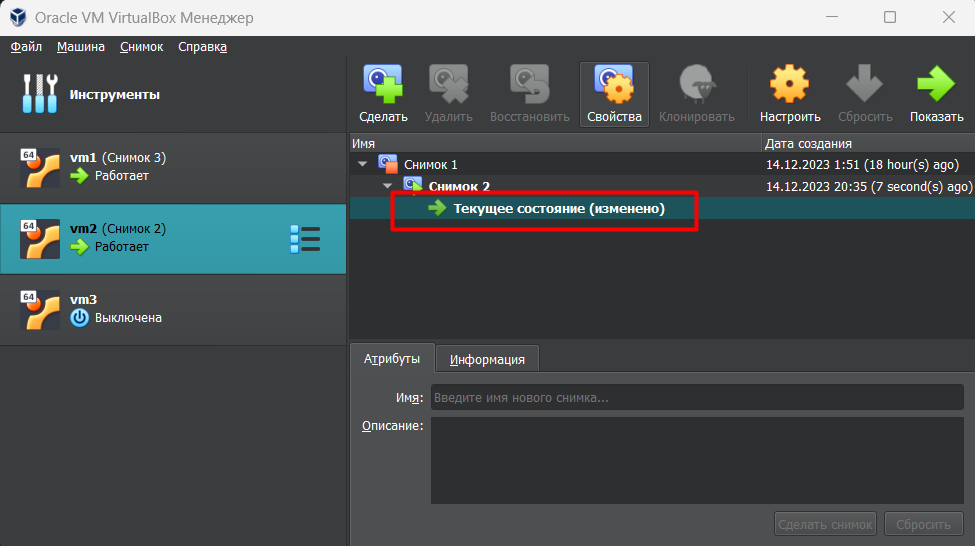 Oracle VM VirtualBox Менеджер
Файл Машина Снимок Справка
Инструменты
64
vm1 (Снимок 3)
Работает
64
vm2 (Снимок 2)
Работает
64
vm3
Выключена
Сделать Удалить Восстановить Свойства Клонировать Настроить Сбросить Показать
Имя Дата создания
Снимок 1 14.12.2023 1:51 (18 hour(s) ago)
Снимок 2 14.12.2023 20:35 (7 second(s) ago)
Текущее состояние (изменено)
Атрибуты Информация
Имя: Введите имя нового снимка...
Описание:
Сделать снимок Сбросить